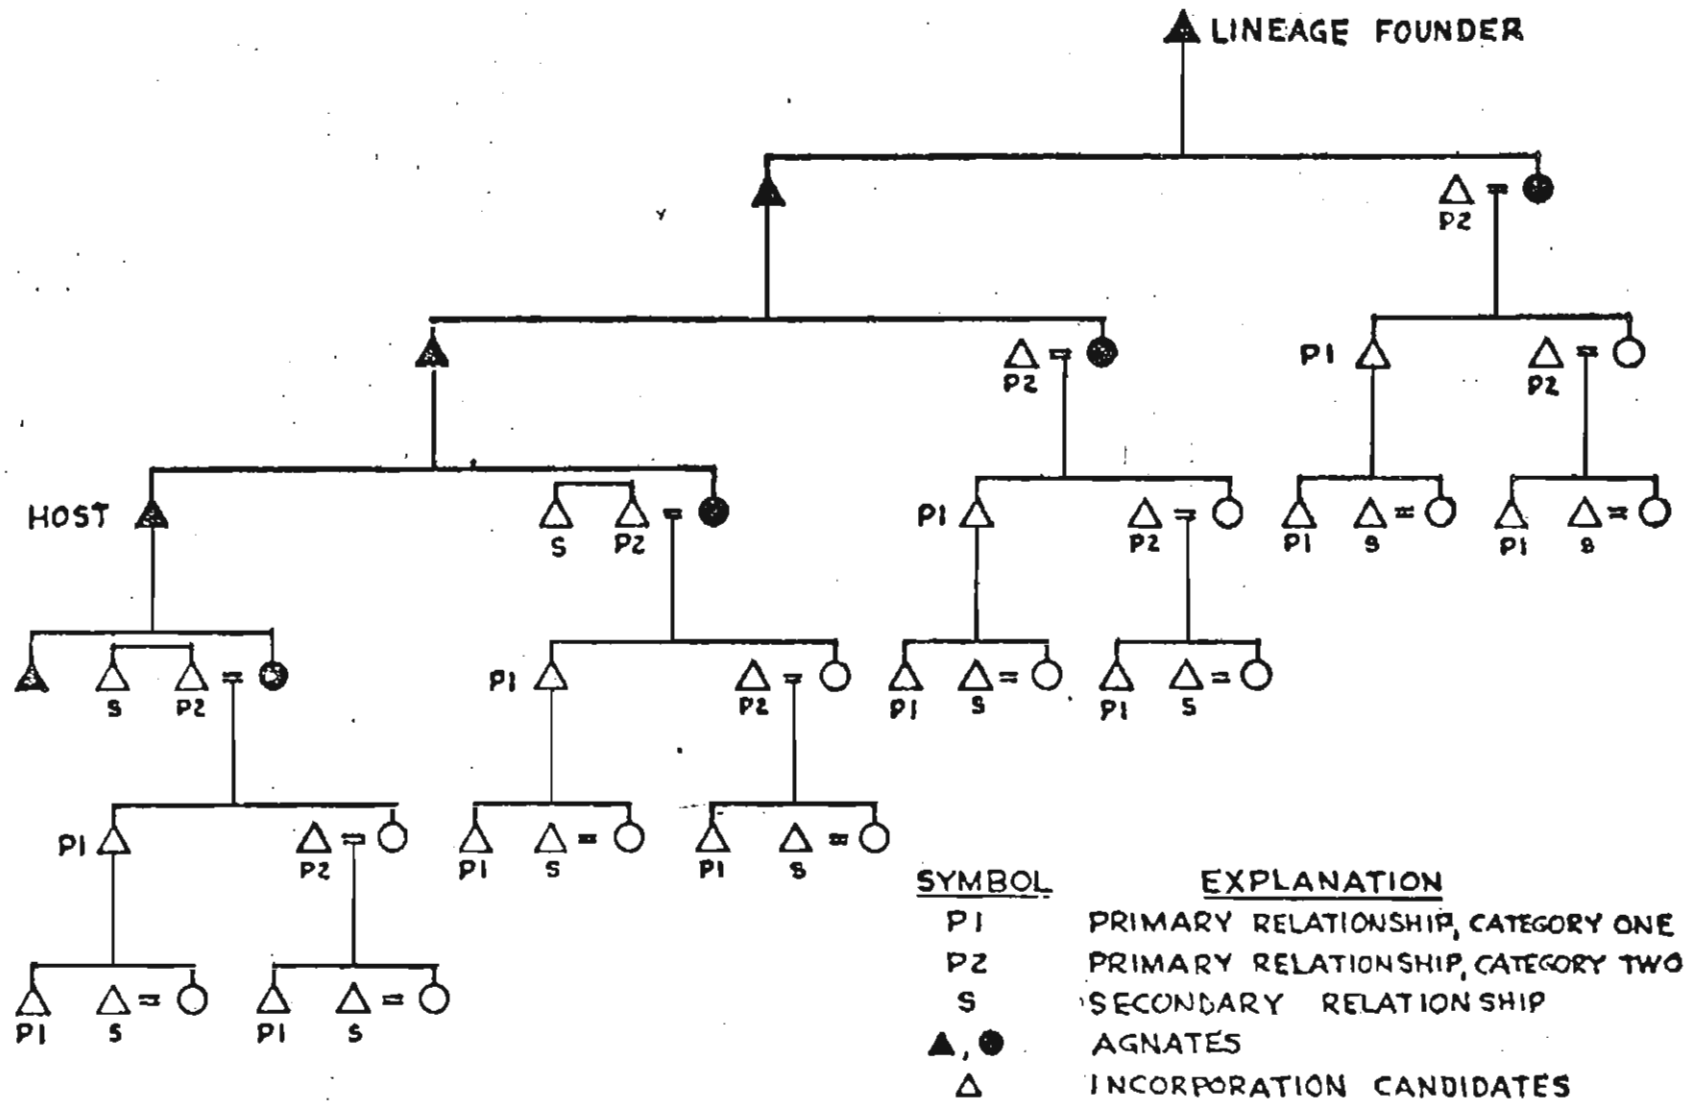 LINEAGE FOUNDER
P2
P1
P2
P2
HOST
S P2
P1
P2
P1 S
P1 S
S P2
P1
P2
P1 S
P1 S
P1
P2
P1 S
P1 S
P1 S
P1 S
SYMBOL EXPLANATION
P1 PRIMARY RELATIONSHIP, CATEGORY ONE
P2 PRIMARY RELATIONSHIP, CATEGORY TWO
S SECONDARY RELATIONSHIP
, AGNATES
INCORPORATION CANDIDATES